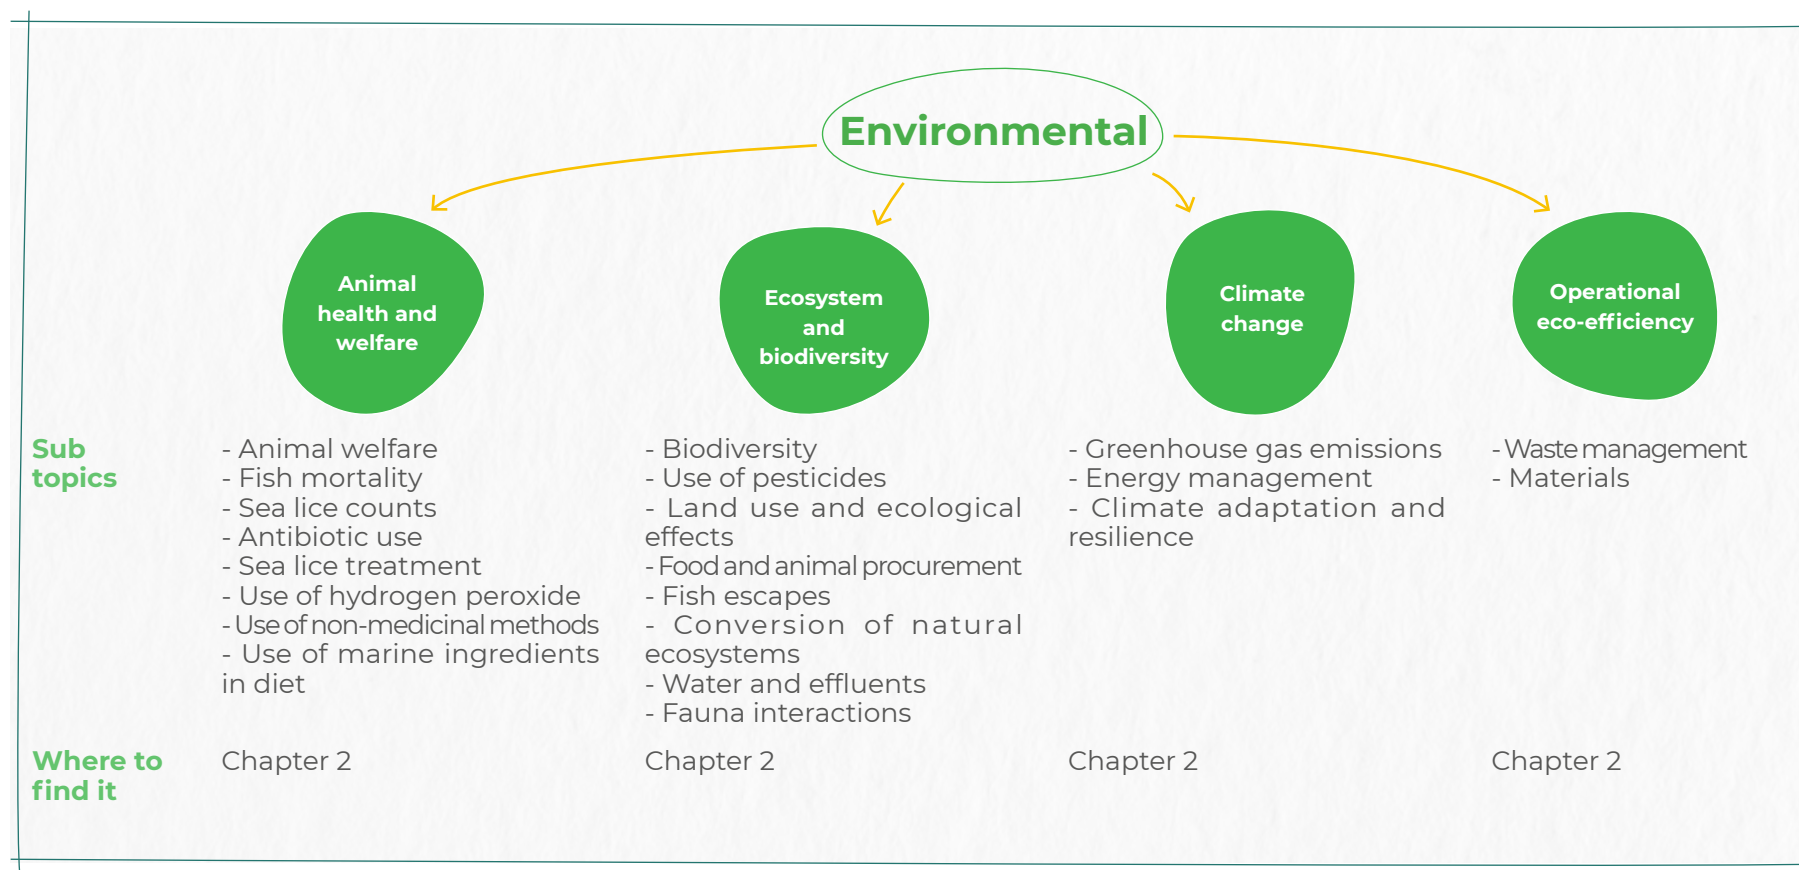 Environmental
Animal
health and
welfare
Ecosystem
and
biodiversity
Climate
change
Operational
eco-efficiency
Sub
topics
- Animal welfare
- Fish mortality
- Sea lice counts
- Antibiotic use
- Sea lice treatment
- Use of hydrogen peroxide
- Use of non-medicinal methods
- Use of marine ingredients
in diet
- Biodiversity
- Use of pesticides
- Land use and ecological
effects
- Food and animal procurement
- Fish escapes
- Conversion of natural
ecosystems
- Water and effluents
- Fauna interactions
- Greenhouse gas emissions
- Energy management
- Climate adaptation and
resilience
- Waste management
- Materials
Where to
find it
Chapter 2
Chapter 2
Chapter 2
Chapter 2